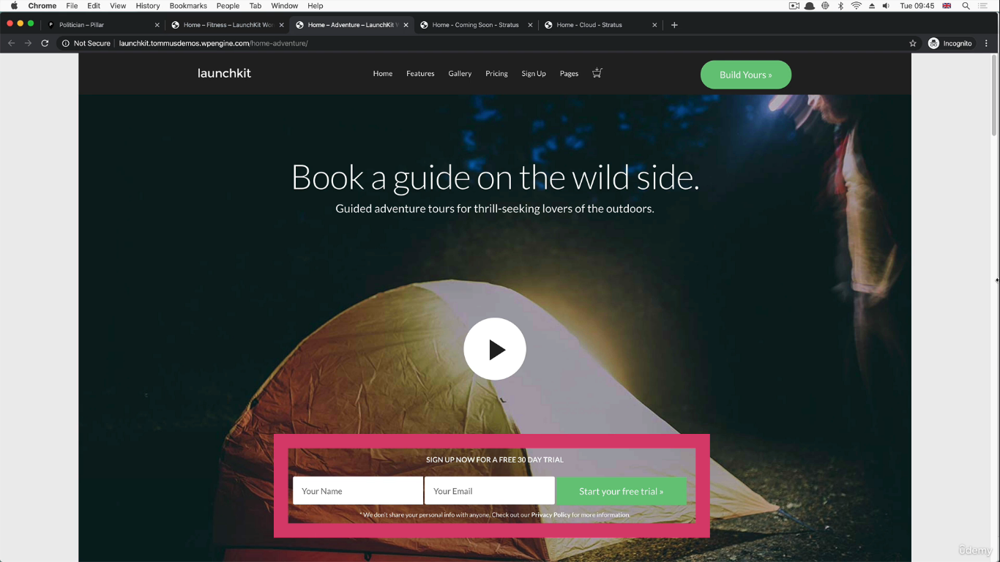 Chrome File Edit View History Bookmarks People Tab Window Help Tue 09:45
Politician – Pillar Home – Fitness – LaunchKit Wor Home – Adventure – LaunchKit W Home - Coming Soon - Stratus Home - Cloud - Stratus
Not Secure launchkit.tommusdemos.wpengine.com/home-adventure/ Incognito
launchkit Home Features Gallery Pricing Sign Up Pages Build Yours »
Book a guide on the wild side.
Guided adventure tours for thrill-seeking lovers of the outdoors.
SIGN UP NOW FOR A FREE 30 DAY TRIAL
Your Name Your Email Start your free trial »
* We don't share your personal info with anyone. Check out our Privacy Policy for more information.
ûdemy